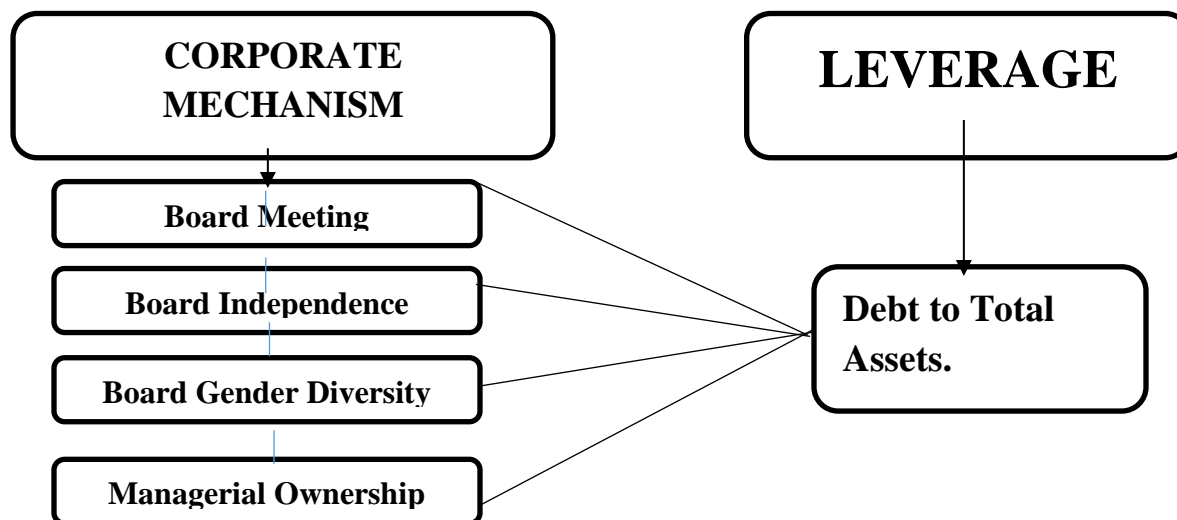 CORPORATE
MECHANISM
LEVERAGE
Board Meeting
Board Independence
Board Gender Diversity
Managerial Ownership
Debt to Total
Assets.